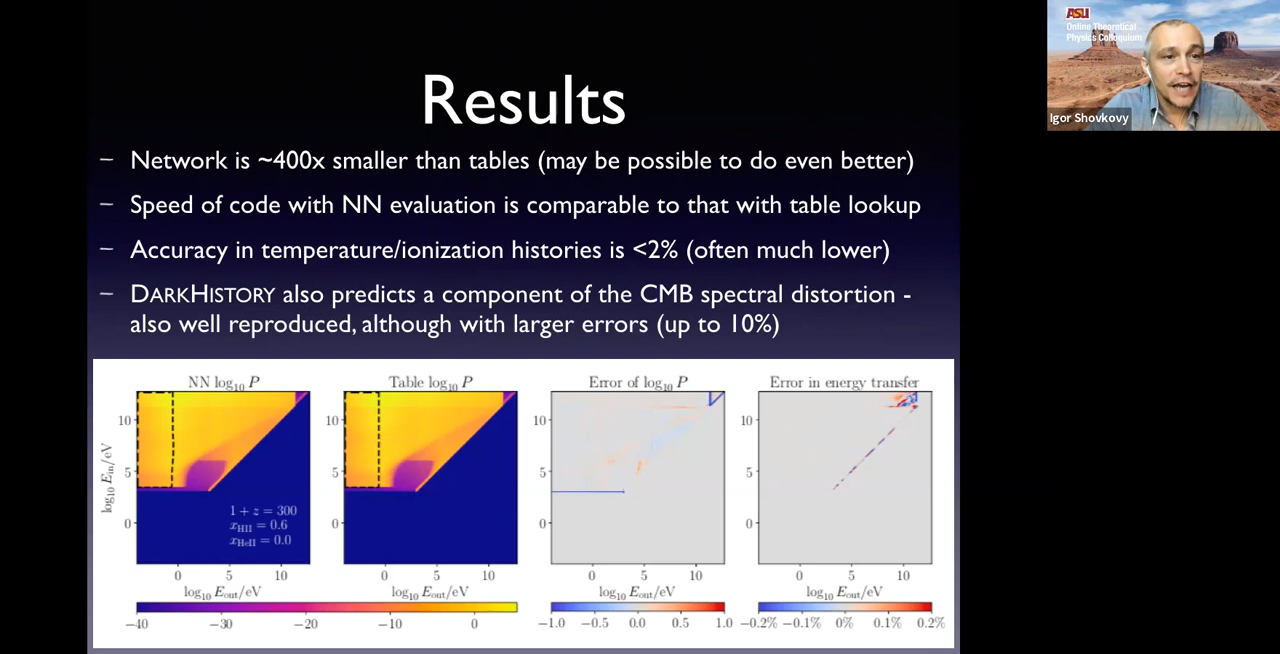 Results
– Network is ~400x smaller than tables (may be possible to do even better)
– Speed of code with NN evaluation is comparable to that with table lookup
– Accuracy in temperature/ionization histories is <2% (often much lower)
– DARKHISTORY also predicts a component of the CMB spectral distortion -
also well reproduced, although with larger errors (up to 10%)
NN log₁₀ P
log₁₀ E_in/eV
10
5
0
1 + z = 300
x_HII = 0.6
x_HeII = 0.0
0 5 10
log₁₀ E_out/eV
Table log₁₀ P
10
5
0
0 5 10
log₁₀ E_out/eV
−40 −30 −20 −10 0
Error of log₁₀ P
10
5
0
0 5 10
log₁₀ E_out/eV
−1.0 −0.5 0.0 0.5 1.0
Error in energy transfer
10
5
0
0 5 10
log₁₀ E_out/eV
−0.2% −0.1% 0% 0.1% 0.2%
ASU
Online Theoretical
Physics Colloquium
Igor Shovkovy